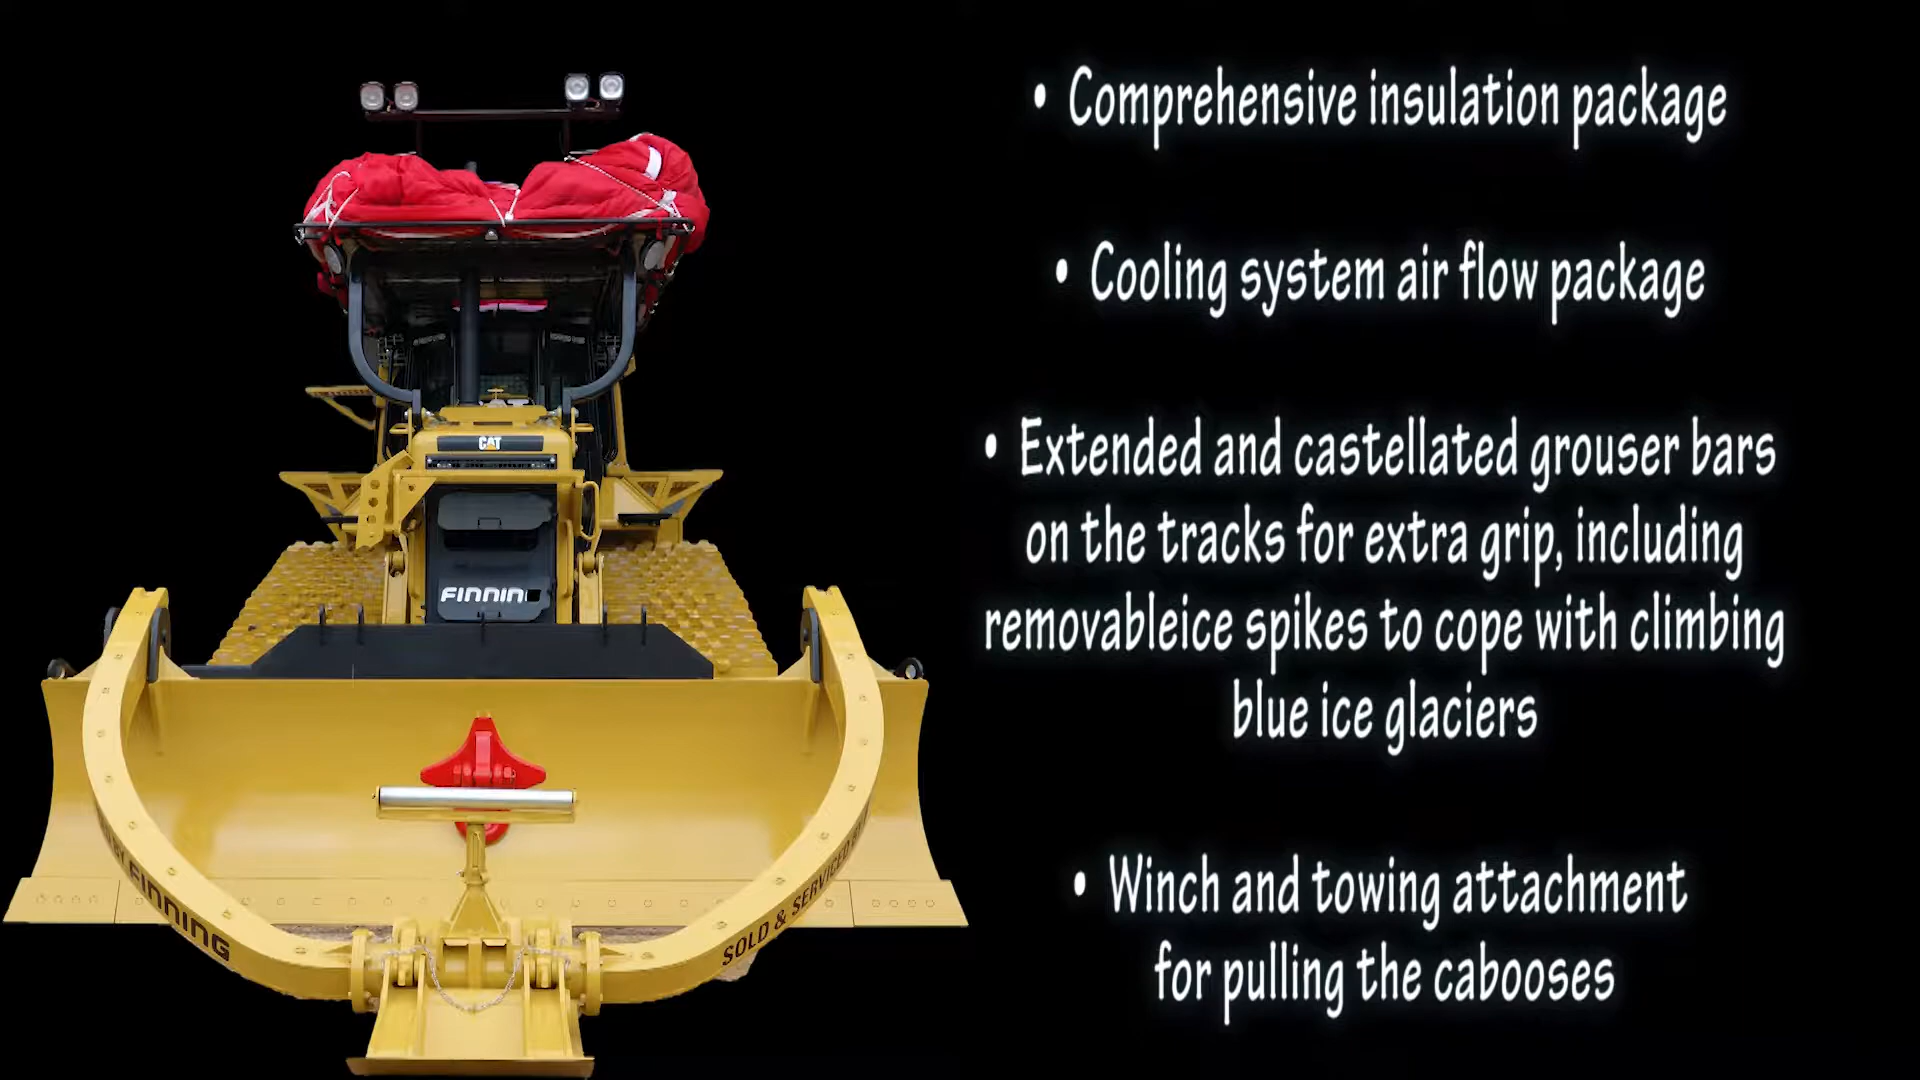 • Comprehensive insulation package
• Cooling system air flow package
• Extended and castellated grouser bars
on the tracks for extra grip, including
removableice spikes to cope with climbing
blue ice glaciers
• Winch and towing attachment
for pulling the cabooses
CAT
FINNIN
FINNING
SOLD & SERVICED